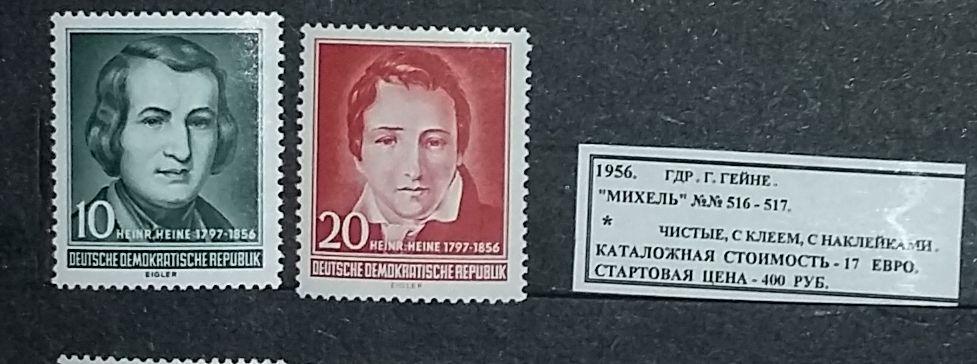 10
HEINR. HEINE 1797-1856
DEUTSCHE DEMOKRATISCHE REPUBLIK
EIGLER
20
HEINR. HEINE 1797-1856
DEUTSCHE DEMOKRATISCHE REPUBLIK
EIGLER
1956. ГДР. Г. ГЕЙНЕ.
"МИХЕЛЬ" №№ 516 - 517.
* ЧИСТЫЕ, С КЛЕЕМ, С НАКЛЕЙКАМИ.
КАТАЛОЖНАЯ СТОИМОСТЬ - 17 ЕВРО.
СТАРТОВАЯ ЦЕНА - 400 РУБ.